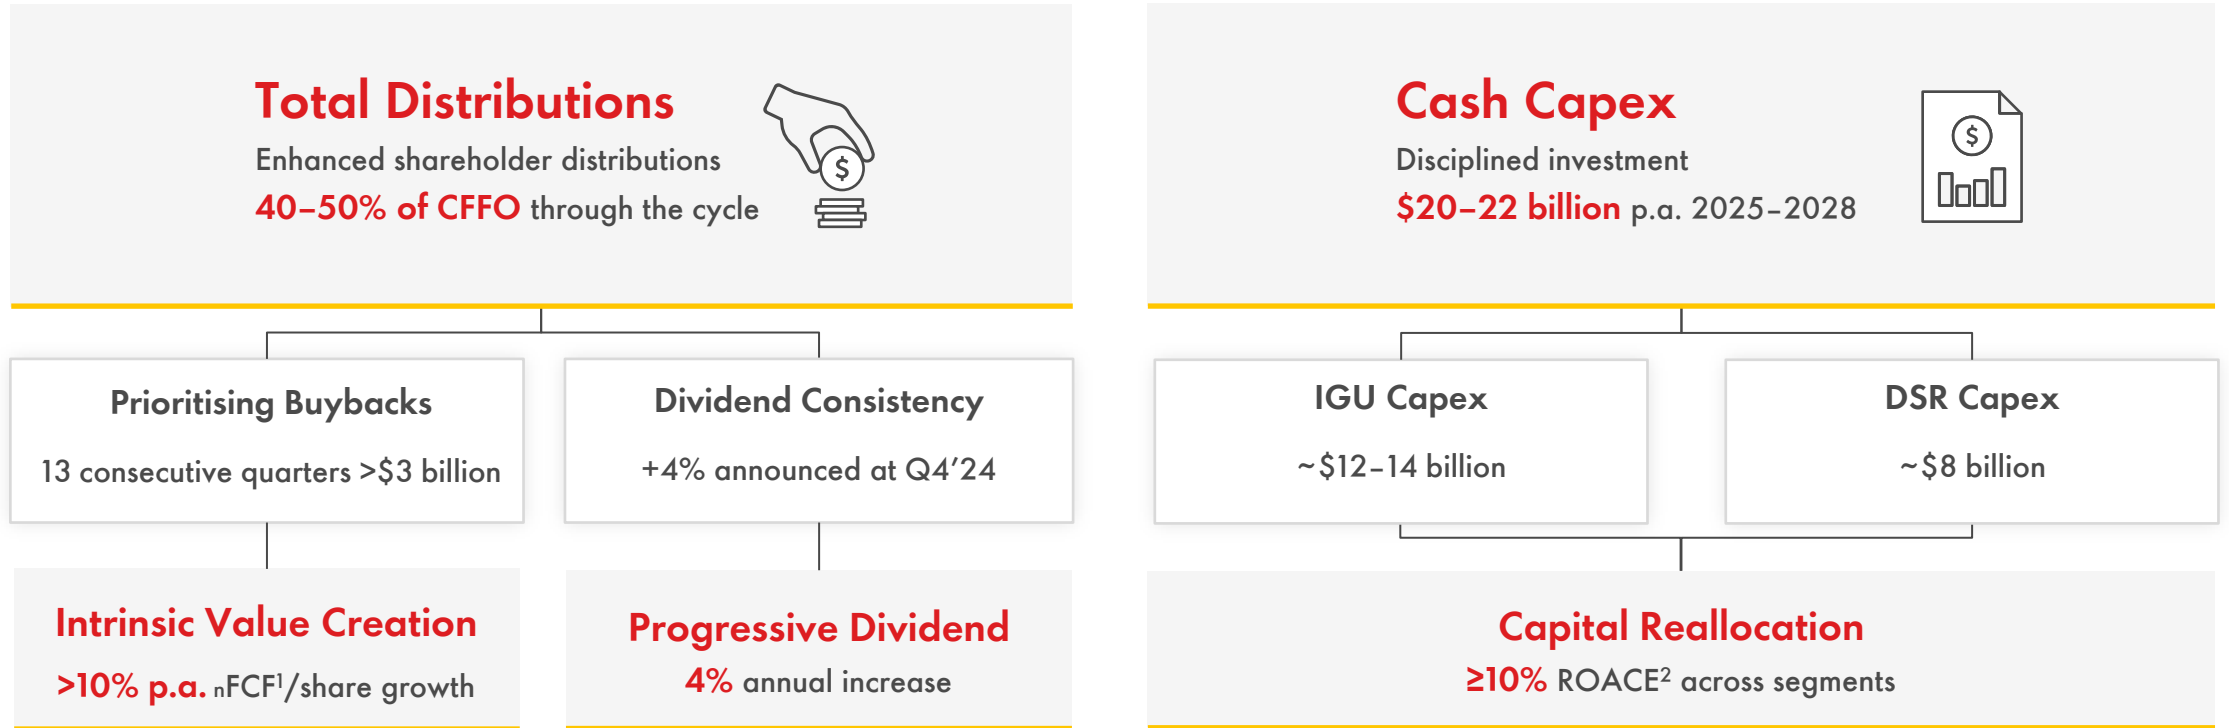 Total Distributions
Enhanced shareholder distributions
40–50% of CFFO through the cycle
$
Cash Capex
Disciplined investment
$20–22 billion p.a. 2025–2028
$
Prioritising Buybacks
13 consecutive quarters >$3 billion
Dividend Consistency
+4% announced at Q4’24
IGU Capex
~$12–14 billion
DSR Capex
~$8 billion
Intrinsic Value Creation
>10% p.a. nFCF¹/share growth
Progressive Dividend
4% annual increase
Capital Reallocation
≥10% ROACE² across segments